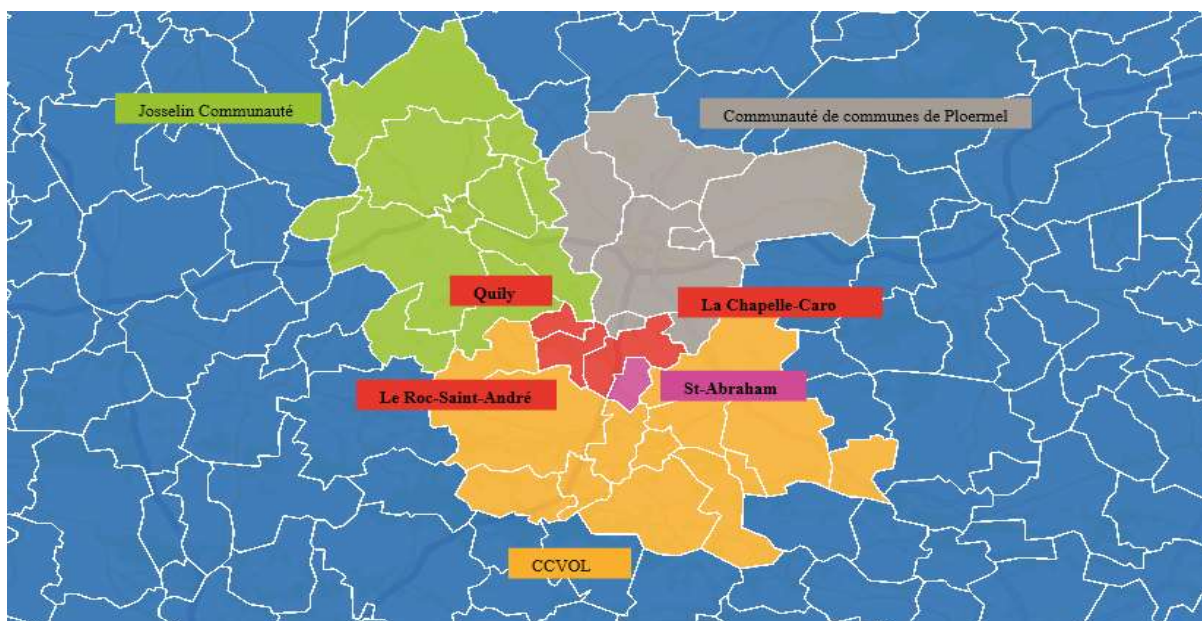 Josselin Communauté
Communauté de communes de Ploermel
Quily
La Chapelle-Caro
Le Roc-Saint-André
St-Abraham
CCVOL